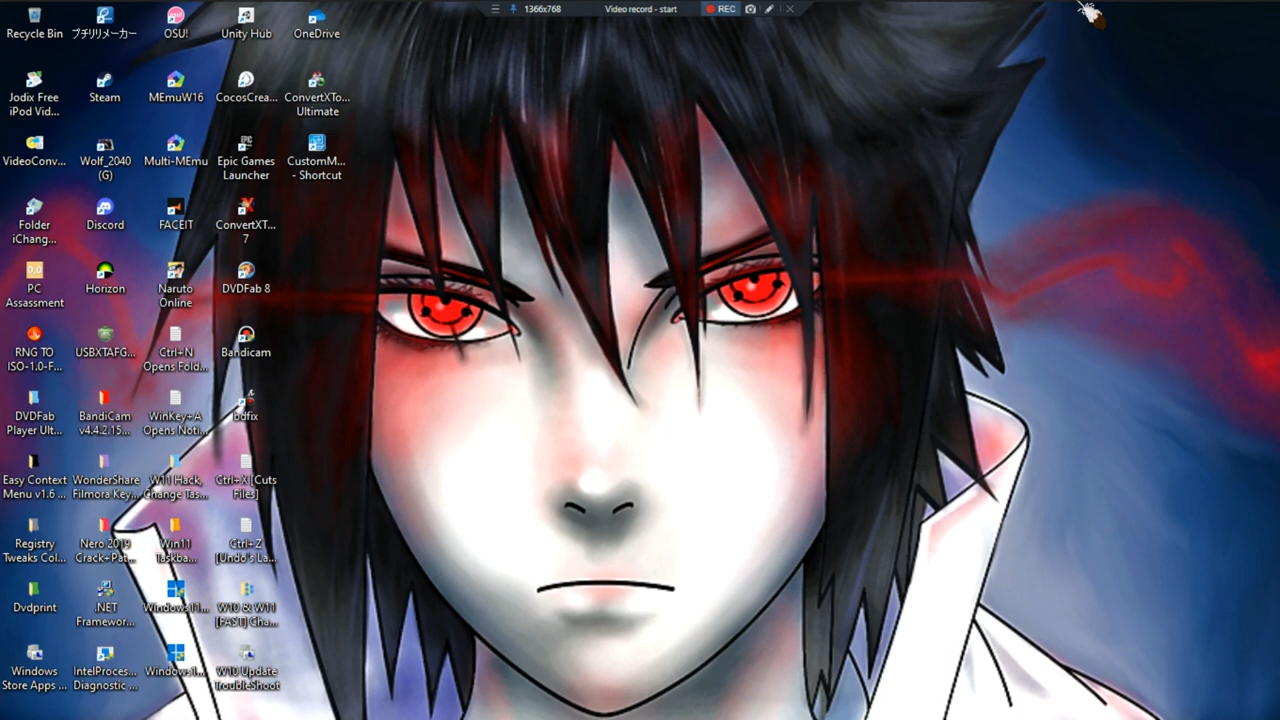 1366x768
Video record - start
REC
Recycle Bin
プチリリメーカー
OSU!
Unity Hub
OneDrive
Jodix Free
iPod Vid...
Steam
MEmuW16
CocosCrea...
ConvertXTo...
Ultimate
VideoConv...
Wolf_2040
(G)
Multi-MEmu
Epic Games
Launcher
CustomM...
- Shortcut
Folder
iChang...
Discord
FACEIT
ConvertXT...
7
PC
Assassment
Horizon
Naruto
Online
DVDFab 8
RNG TO
ISO-1.0-F...
USBXTAFG...
Ctrl+N
Opens Fold...
Bandicam
DVDFab
Player Ult...
BandiCam
v4.4.2.15...
WinKey+A
Opens Noti...
bdfix
Easy Context
Menu v1.6 ...
WonderShare
Filmora Key...
W11 Hack,
Change Tas...
Ctrl+X [Cuts
Files]
Registry
Tweaks Col...
Nero 2019
Crack+Pat...
Win11
Taskba...
Ctrl+Z
[Undo's La...
Dvdprint
.NET
Framewor...
Windows11...
W10 & W11
[FAST] Cha...
Windows
Store Apps ...
IntelProces...
Diagnostic ...
Windows1...
W10 Update
TroubleShoot